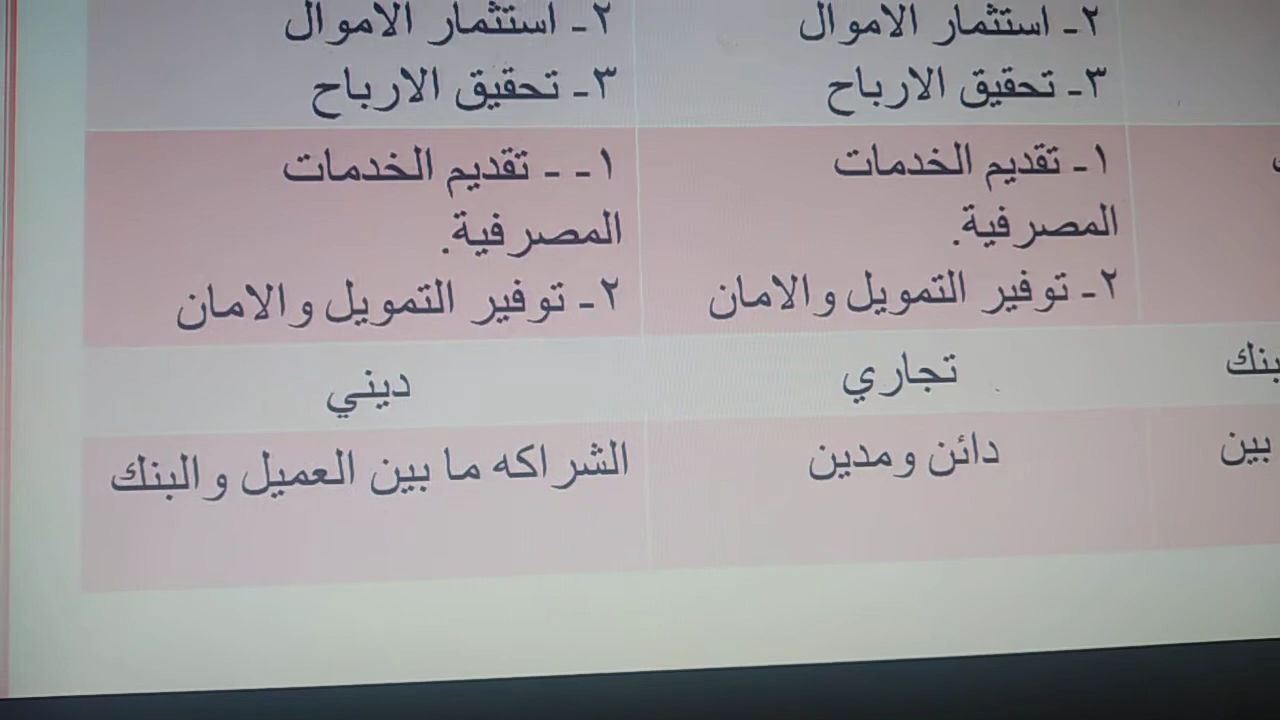 ٢- استثمار الاموال
٣- تحقيق الارباح
٢- استثمار الاموال
٣- تحقيق الارباح
١- تقديم الخدمات
المصرفية.
٢- توفير التمويل والامان
١- - تقديم الخدمات
المصرفية.
٢- توفير التمويل والامان
تجاري
ديني
بين
دائن ومدين
الشراكه ما بين العميل والبنك